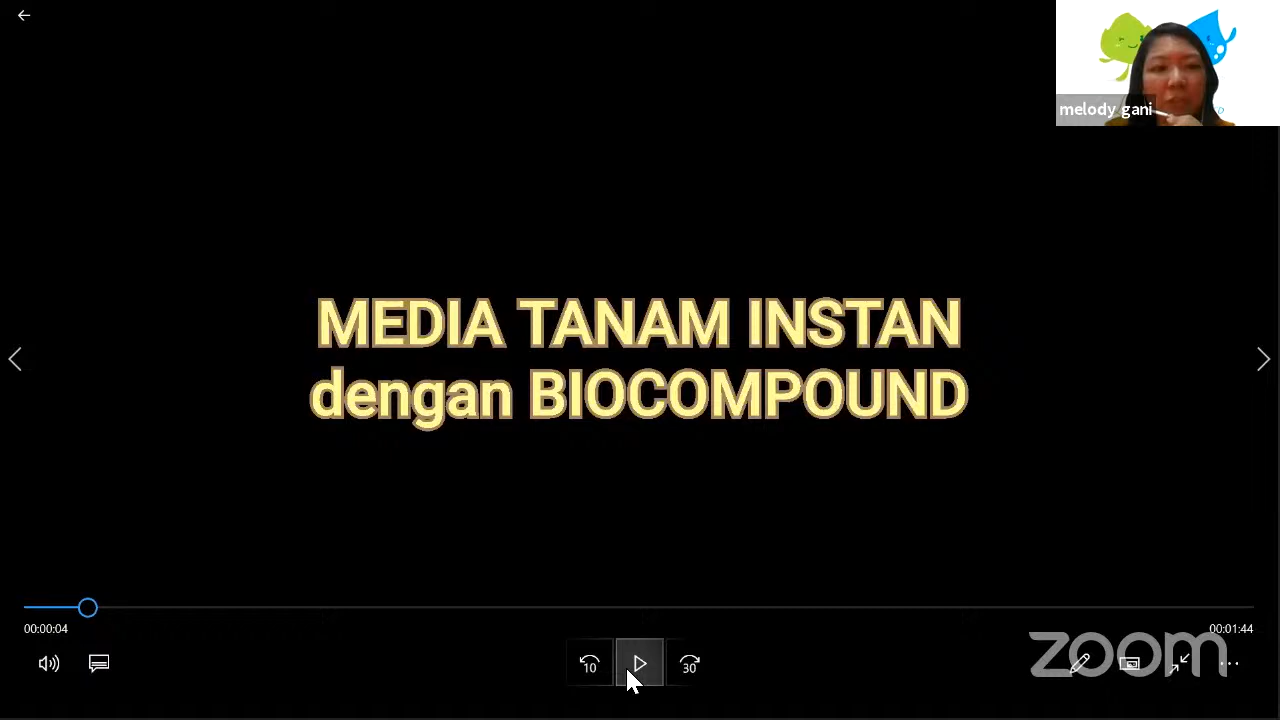 melody gani
MEDIA TANAM INSTAN
dengan BIOCOMPOUND
00:00:04
00:01:44
10
30
zoom